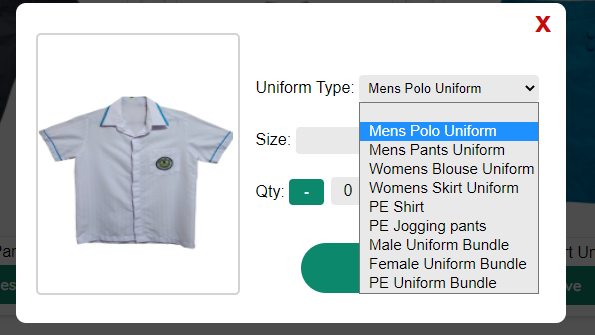 X
Uniform Type: Mens Polo Uniform
Mens Polo Uniform
Mens Pants Uniform
Womens Blouse Uniform
Womens Skirt Uniform
PE Shirt
PE Jogging pants
Male Uniform Bundle
Female Uniform Bundle
PE Uniform Bundle
Size:
Qty: - 0